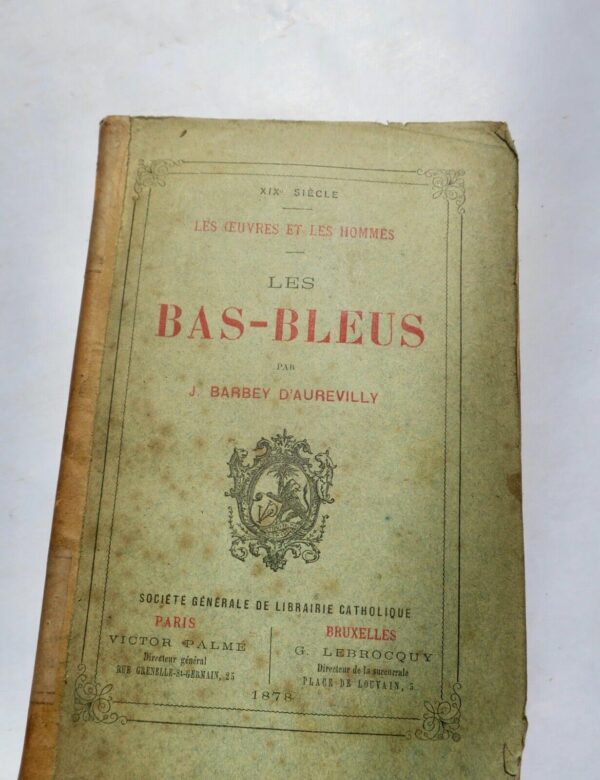 XIXe SIÈCLE
LES ŒUVRES ET LES HOMMES
LES
BAS-BLEUS
PAR
J. BARBEY D'AUREVILLY
SOCIÉTÉ GÉNÉRALE DE LIBRAIRIE CATHOLIQUE
PARIS
VICTOR PALMÉ
Directeur général
RUE GRENELLE-St-GERMAIN, 25
BRUXELLES
G. LEBROCQUY
Directeur de la succursale
PLACE DE LOUVAIN, 5
1878